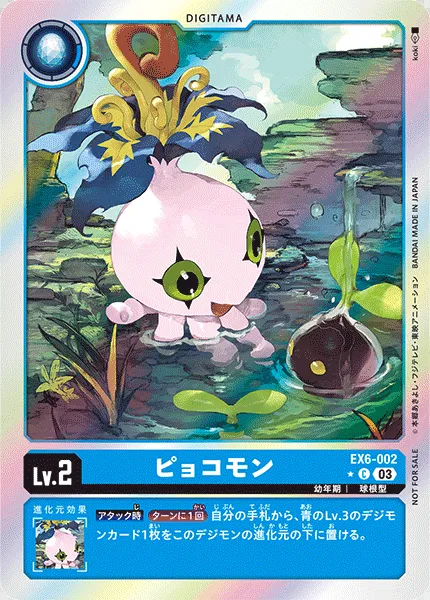 DIGITAMA
koki
© 本郷あきよし・フジテレビ・東映アニメーション BANDAI MADE IN JAPAN
NOT FOR SALE
Lv.2
ピョコモン
EX6-002
C 03
幼年期 | 球根型
進化元効果
アタック時 ターンに1回 自分の手札から、青のLv.3のデジモ
ンカード1枚をこのデジモンの進化元の下に置ける。